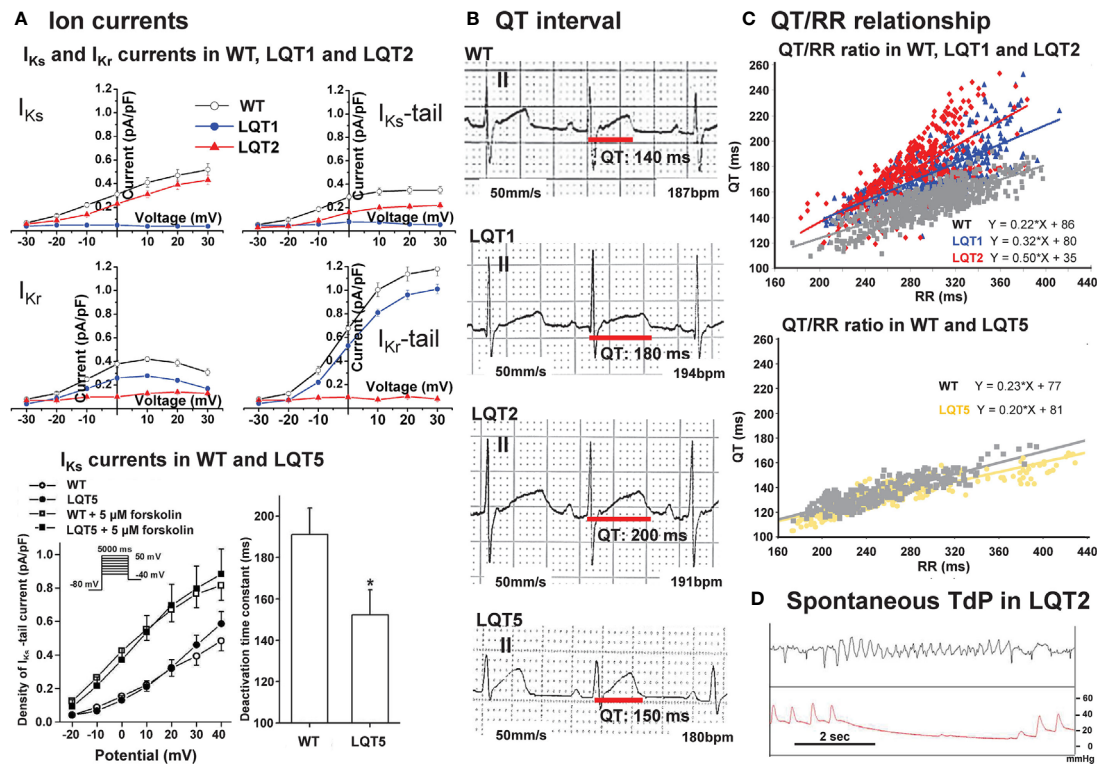 A Ion currents
I_Ks and I_Kr currents in WT, LQT1 and LQT2
I_Ks
WT
LQT1
LQT2
Current (pA/pF)
1.2
1.0
0.8
0.6
0.4
0.2
Voltage (mV)
-30 -20 -10 0 10 20 30
I_Ks-tail
Current (pA/pF)
1.2
1.0
0.8
0.6
0.4
0.2
Voltage (mV)
-30 -20 -10 0 10 20 30
I_Kr
Current (pA/pF)
1.2
1.0
0.8
0.6
0.4
0.2
Voltage (mV)
-30 -20 -10 0 10 20 30
I_Kr-tail
Current (pA/pF)
1.2
1.0
0.8
0.6
0.4
0.2
Voltage (mV)
-30 -20 -10 0 10 20 30
I_Ks currents in WT and LQT5
WT
LQT5
WT + 5 μM forskolin
LQT5 + 5 μM forskolin
5000 ms
50 mV
-40 mV
-80 mV
Density of I_Ks-tail current (pA/pF)
1.0
0.8
0.6
0.4
0.2
0.0
-20 -10 0 10 20 30 40
Potential (mV)
Deactivation time constant (ms)
200
180
160
140
120
100
*
WT LQT5
B QT interval
WT
II
QT: 140 ms
50mm/s 187bpm
LQT1
II
QT: 180 ms
50mm/s 194bpm
LQT2
II
QT: 200 ms
50mm/s 191bpm
LQT5
II
QT: 150 ms
50mm/s 180bpm
C QT/RR relationship
QT/RR ratio in WT, LQT1 and LQT2
QT (ms)
260
240
220
200
180
160
140
120
100
WT Y = 0.22*X + 86
LQT1 Y = 0.32*X + 80
LQT2 Y = 0.50*X + 35
160 200 240 280 320 360 400 440
RR (ms)
QT/RR ratio in WT and LQT5
QT (ms)
260
240
220
200
180
160
140
120
100
WT Y = 0.23*X + 77
LQT5 Y = 0.20*X + 81
160 200 240 280 320 360 400 440
RR (ms)
D Spontaneous TdP in LQT2
60
40
20
0
mmHg
2 sec